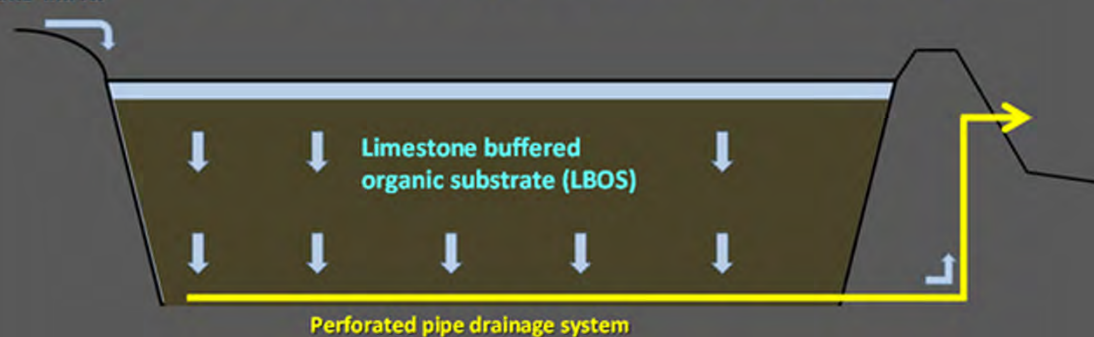 Limestone buffered
organic substrate (LBOS)
Perforated pipe drainage system